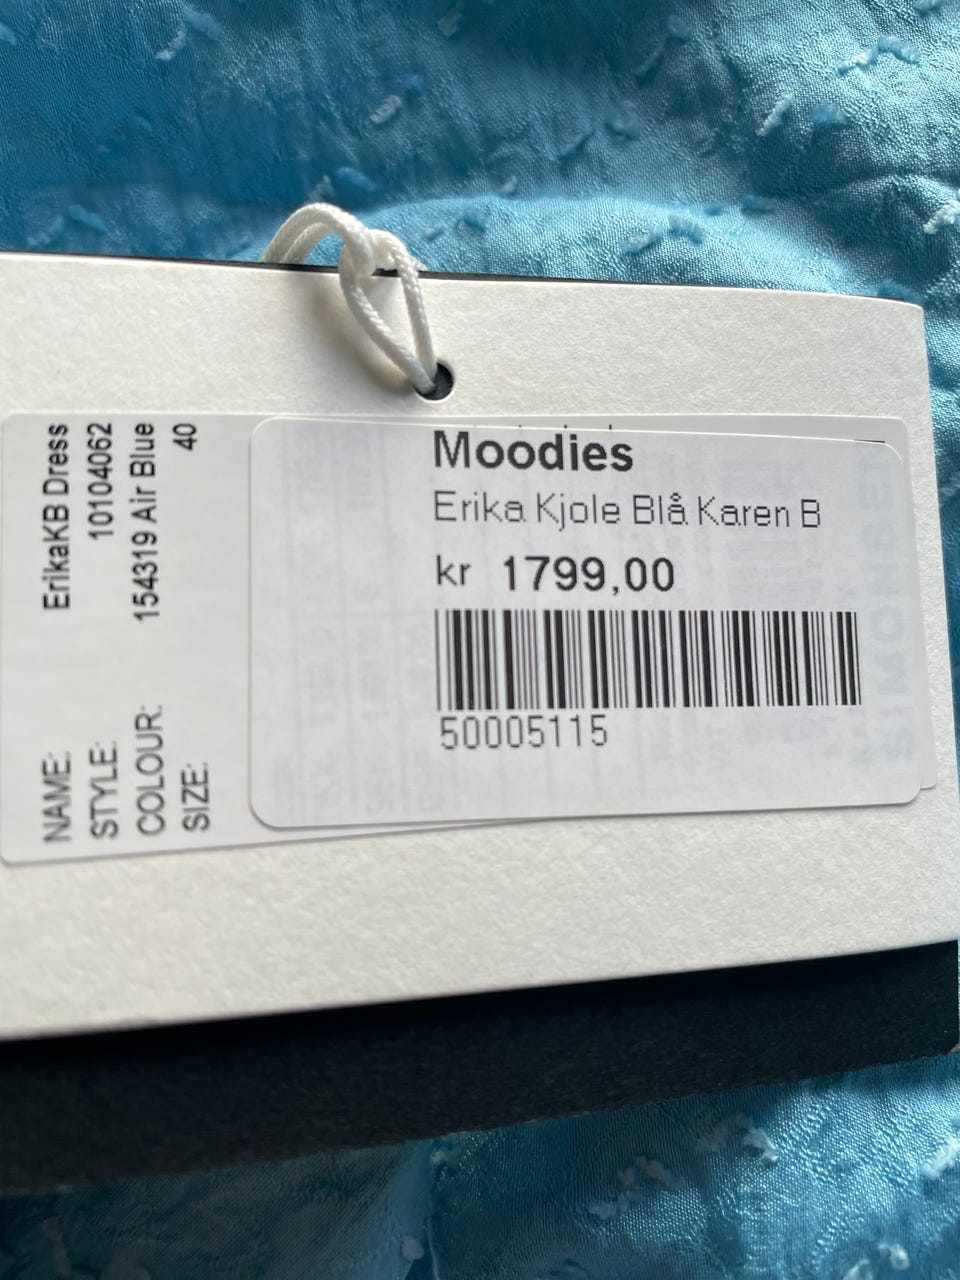 NAME: ErikaKB Dress
STYLE: 10104062
COLOUR: 154319 Air Blue
SIZE: 40
Moodies
Erika Kjole Blå Karen B
kr 1799,00
50005115